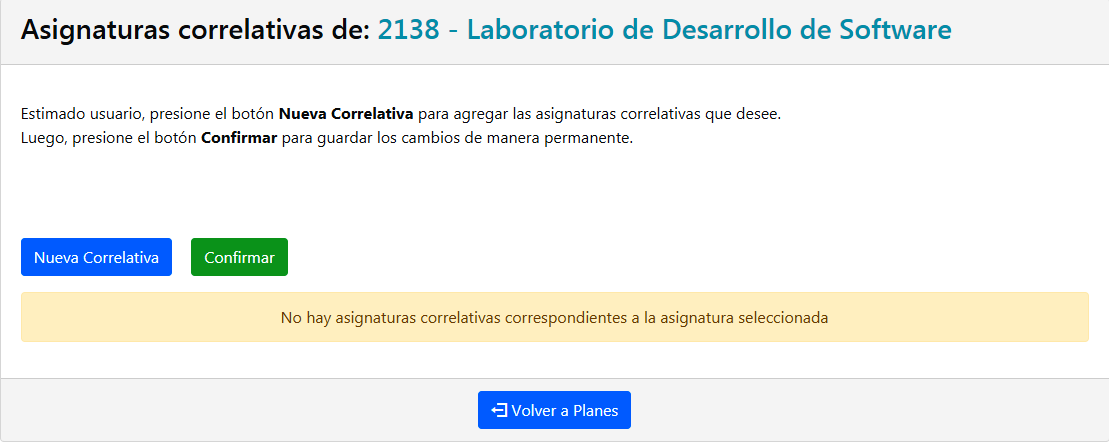 Asignaturas correlativas de: 2138 - Laboratorio de Desarrollo de Software
Estimado usuario, presione el botón Nueva Correlativa para agregar las asignaturas correlativas que desee.
Luego, presione el botón Confirmar para guardar los cambios de manera permanente.
Nueva Correlativa Confirmar
No hay asignaturas correlativas correspondientes a la asignatura seleccionada
Volver a Planes